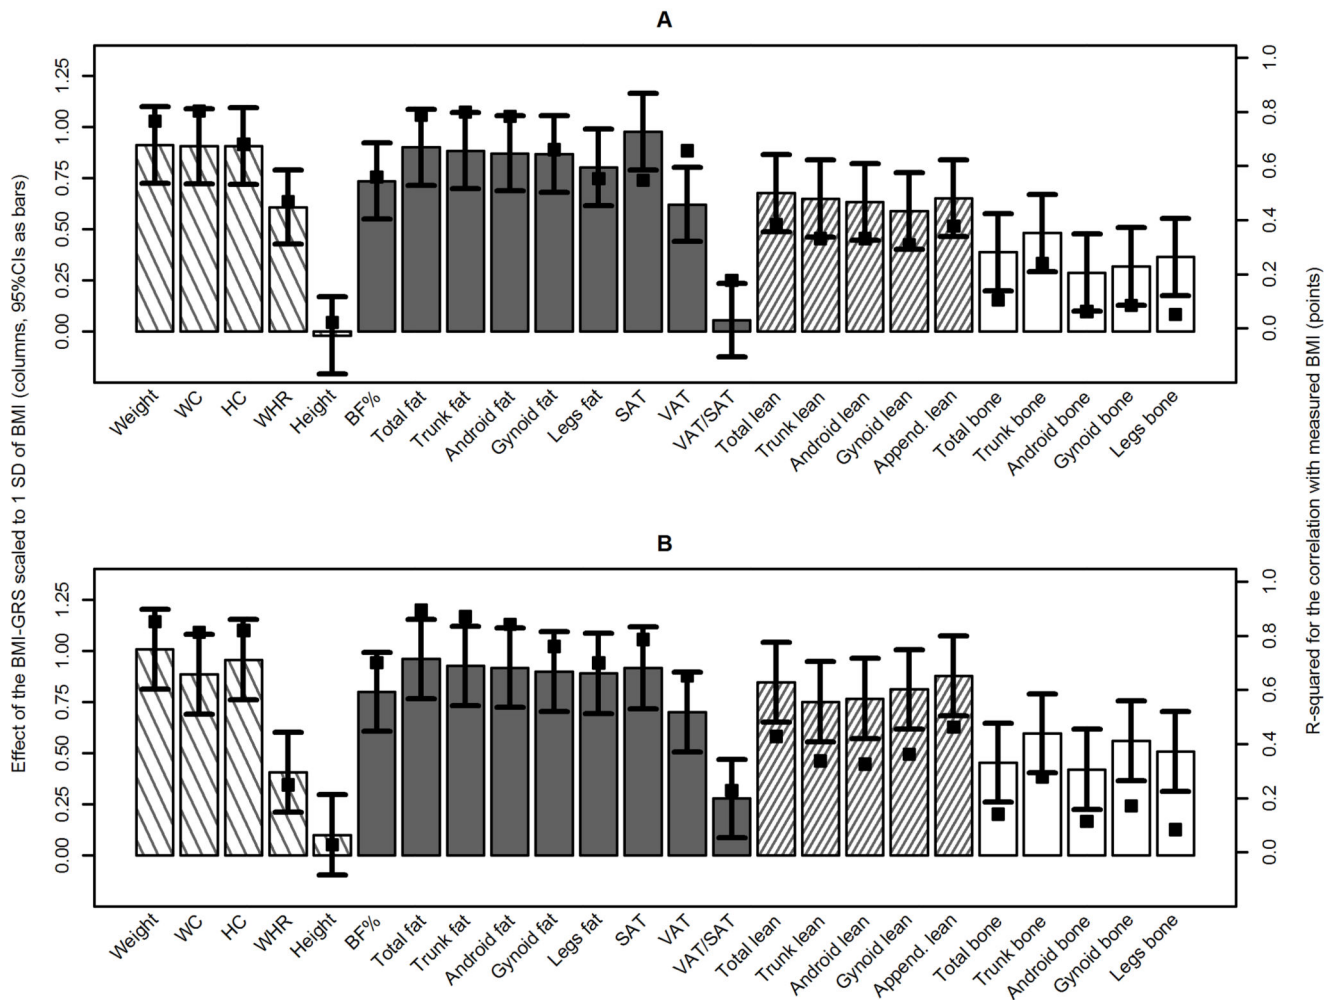 A
Effect of the BMI-GRS scaled to 1 SD of BMI (columns, 95%CIs as bars)
R-squared for the correlation with measured BMI (points)
1.25
1.00
0.75
0.50
0.25
0.00
1.0
0.8
0.6
0.4
0.2
0.0
Weight
WC
HC
WHR
Height
BF%
Total fat
Trunk fat
Android fat
Gynoid fat
Legs fat
SAT
VAT
VAT/SAT
Total lean
Trunk lean
Android lean
Gynoid lean
Append. lean
Total bone
Trunk bone
Android bone
Gynoid bone
Legs bone
B
1.25
1.00
0.75
0.50
0.25
0.00
1.0
0.8
0.6
0.4
0.2
0.0
Weight
WC
HC
WHR
Height
BF%
Total fat
Trunk fat
Android fat
Gynoid fat
Legs fat
SAT
VAT
VAT/SAT
Total lean
Trunk lean
Android lean
Gynoid lean
Append. lean
Total bone
Trunk bone
Android bone
Gynoid bone
Legs bone